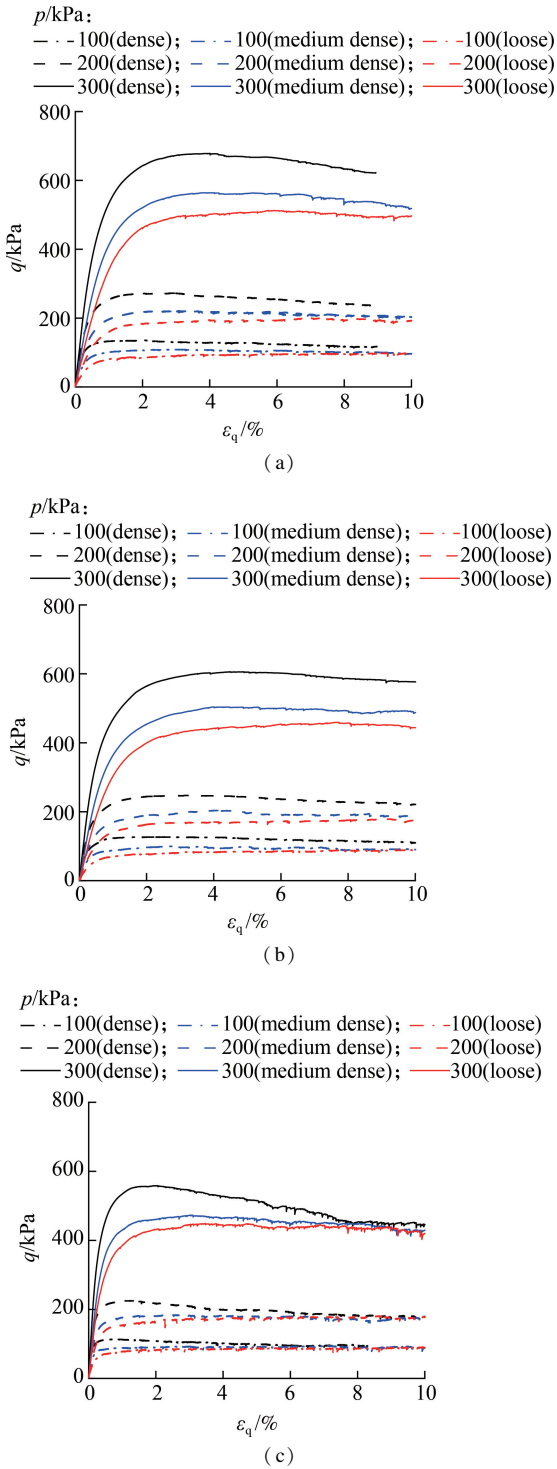 p/kPa:
100(dense); 100(medium dense); 100(loose)
200(dense); 200(medium dense); 200(loose)
300(dense); 300(medium dense); 300(loose)
800
600
400
200
0
q/kPa
0 2 4 6 8 10
εq/%
(a)
p/kPa:
100(dense); 100(medium dense); 100(loose)
200(dense); 200(medium dense); 200(loose)
300(dense); 300(medium dense); 300(loose)
800
600
400
200
0
q/kPa
0 2 4 6 8 10
εq/%
(b)
p/kPa:
100(dense); 100(medium dense); 100(loose)
200(dense); 200(medium dense); 200(loose)
300(dense); 300(medium dense); 300(loose)
800
600
400
200
0
q/kPa
0 2 4 6 8 10
εq/%
(c)